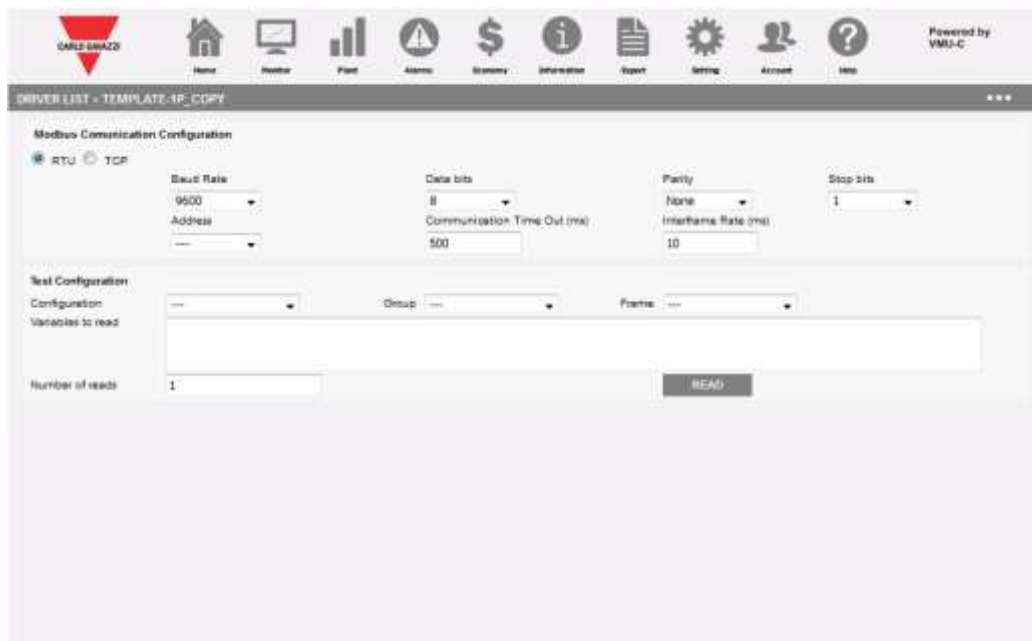 CARLO GAVAZZI
Home Monitor Plant Alarms Economy Information Export Setting Account Help
Powered by
VMU-C
DRIVER LIST - TEMPLATE-1P_COPY
Modbus Comunication Configuration
RTU TCP
Baud Rate Data bits Parity Stop bits
9600 8 None 1
Address Communication Time Out (ms) Interframe Rate (ms)
--- 500 10
Test Configuration
Configuration --- Group --- Frame ---
Variables to read
Number of reads 1 READ